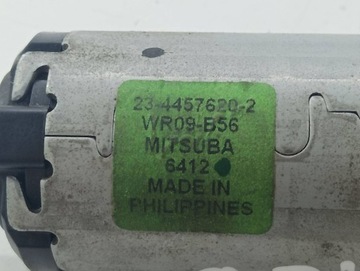 23-4457620-2
WR09-B56
MITSUBA
6412
MADE IN
PHILIPPINES